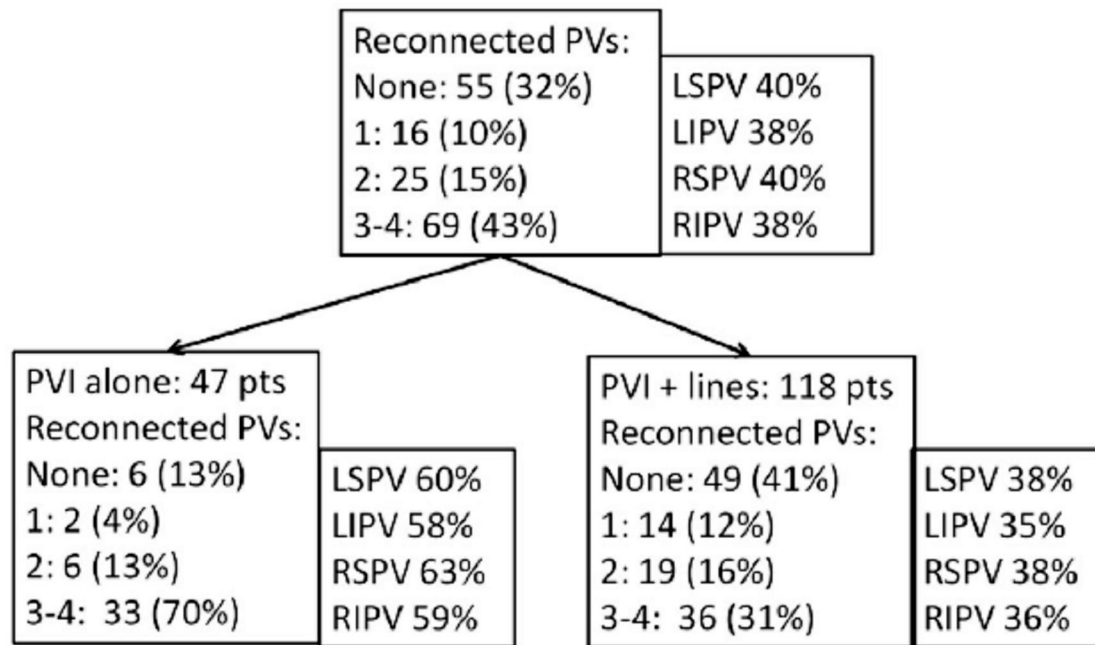 Reconnected PVs:
None: 55 (32%)
1: 16 (10%)
2: 25 (15%)
3-4: 69 (43%)
LSPV 40%
LIPV 38%
RSPV 40%
RIPV 38%
PVI alone: 47 pts
Reconnected PVs:
None: 6 (13%)
1: 2 (4%)
2: 6 (13%)
3-4: 33 (70%)
LSPV 60%
LIPV 58%
RSPV 63%
RIPV 59%
PVI + lines: 118 pts
Reconnected PVs:
None: 49 (41%)
1: 14 (12%)
2: 19 (16%)
3-4: 36 (31%)
LSPV 38%
LIPV 35%
RSPV 38%
RIPV 36%